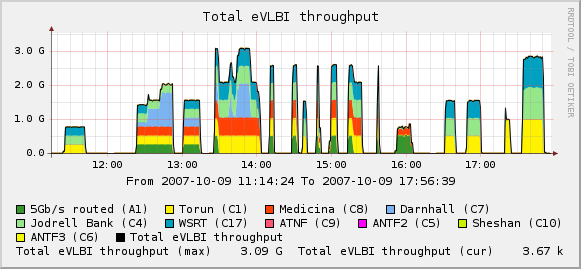 Total eVLBI throughput
RRDTOOL / TOBI OETIKER
3.0 G
2.0 G
1.0 G
0.0
12:00 13:00 14:00 15:00 16:00 17:00
From 2007-10-09 11:14:24 To 2007-10-09 17:56:39
5Gb/s routed (A1) Torun (C1) Medicina (C8) Darnhall (C7)
Jodrell Bank (C4) WSRT (C17) ATNF (C9) ANTF2 (C5) Sheshan (C10)
ANTF3 (C6) Total eVLBI throughput
Total eVLBI throughput (max) 3.09 G Total eVLBI throughput (cur) 3.67 k